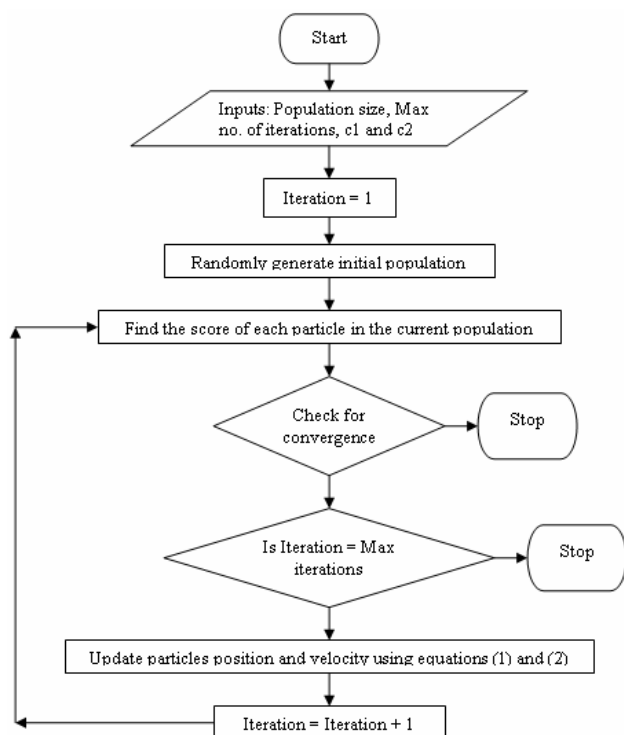 Start
Inputs: Population size, Max
no. of iterations, c1 and c2
Iteration = 1
Randomly generate initial population
Find the score of each particle in the current population
Check for
convergence
Stop
Is Iteration = Max
iterations
Stop
Update particles position and velocity using equations (1) and (2)
Iteration = Iteration + 1